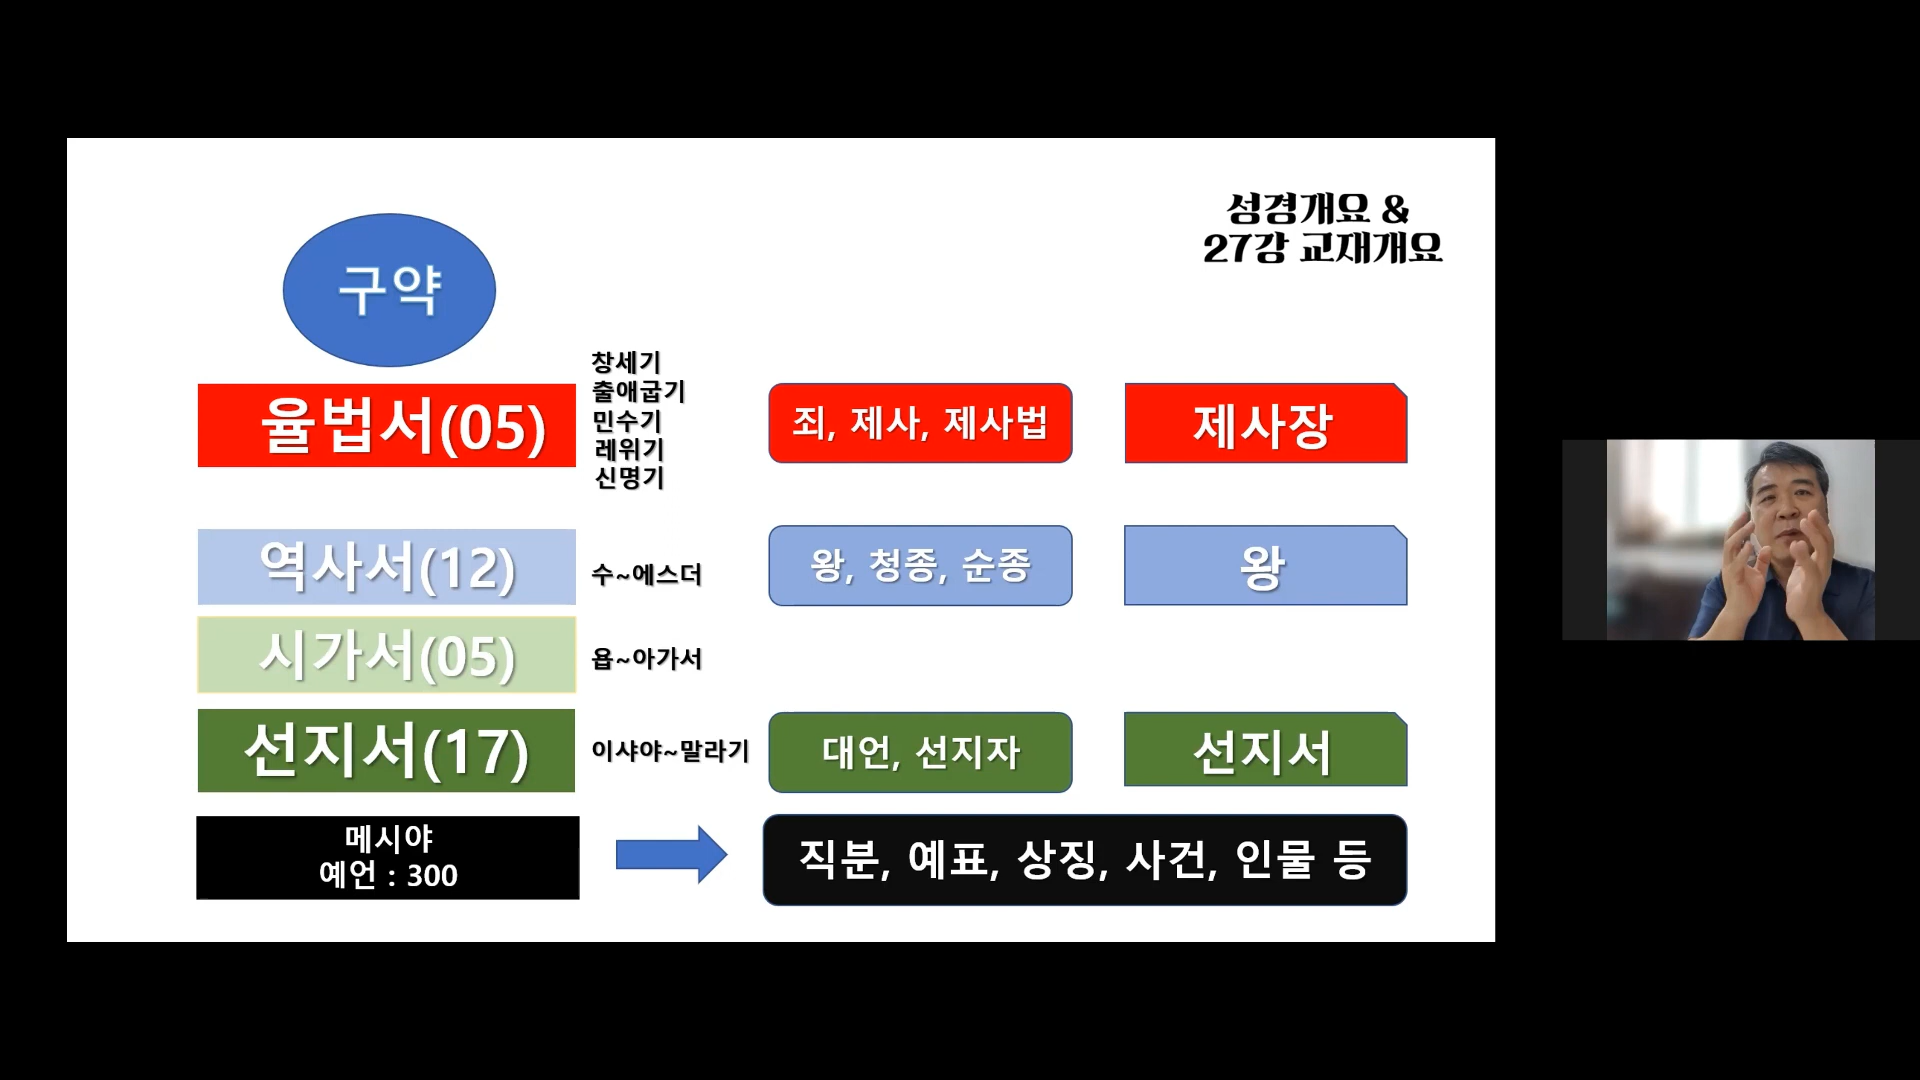 성경개요 &
27강 교재개요
구약
율법서(05)
창세기
출애굽기
민수기
레위기
신명기
죄, 제사, 제사법
제사장
역사서(12)
수~에스더
왕, 청종, 순종
왕
시가서(05)
욥~아가서
선지서(17)
이샤야~말라기
대언, 선지자
선지서
메시야
예언 : 300
직분, 예표, 상징, 사건, 인물 등